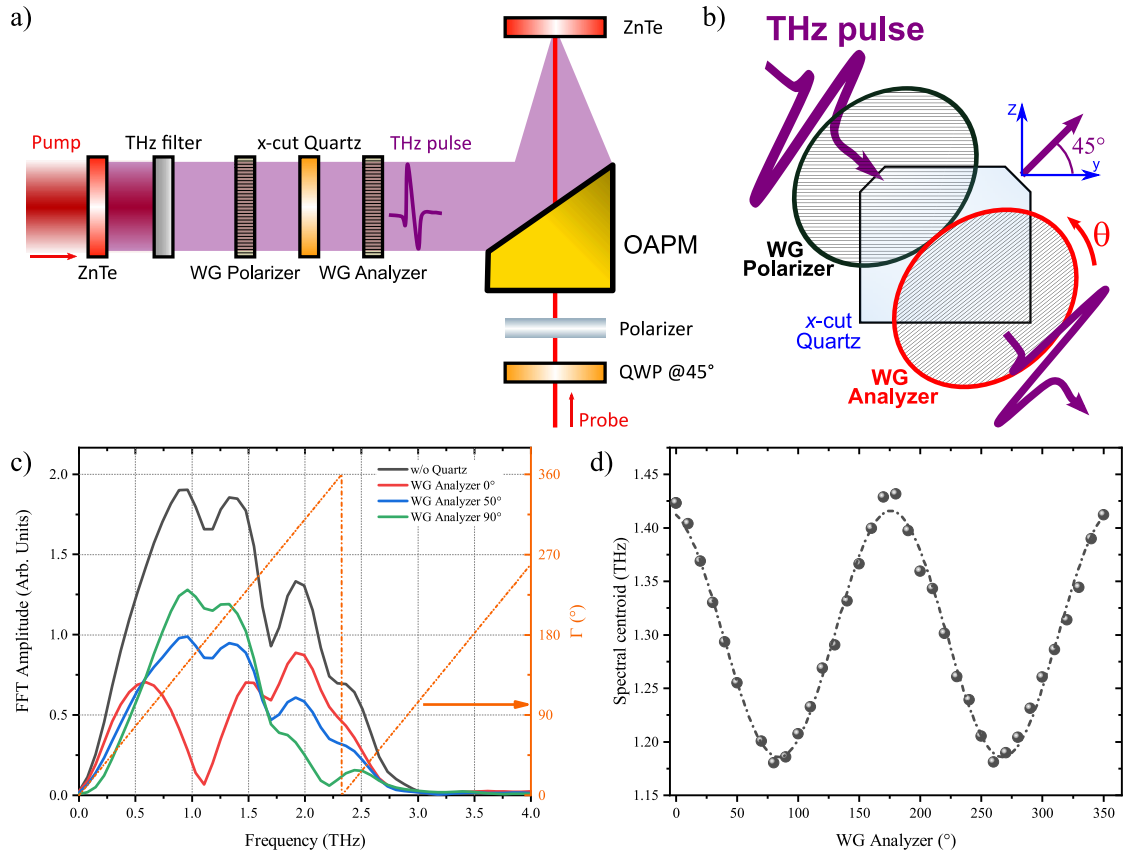 a)
ZnTe
THz filter
x-cut Quartz
THz pulse
Pump
ZnTe
WG Polarizer
WG Analyzer
OAPM
Polarizer
QWP @45°
Probe
b)
THz pulse
z
45°
y
WG
Polarizer
θ
x-cut
Quartz
WG
Analyzer
c)
w/o Quartz
WG Analyzer 0°
WG Analyzer 50°
WG Analyzer 90°
2.0
1.5
1.0
0.5
0.0
FFT Amplitude (Arb. Units)
360
270
180
90
0
Γ (°)
0.0 0.5 1.0 1.5 2.0 2.5 3.0 3.5 4.0
Frequency (THz)
d)
1.45
1.40
1.35
1.30
1.25
1.20
1.15
Spectral centroid (THz)
0 50 100 150 200 250 300 350
WG Analyzer (°)